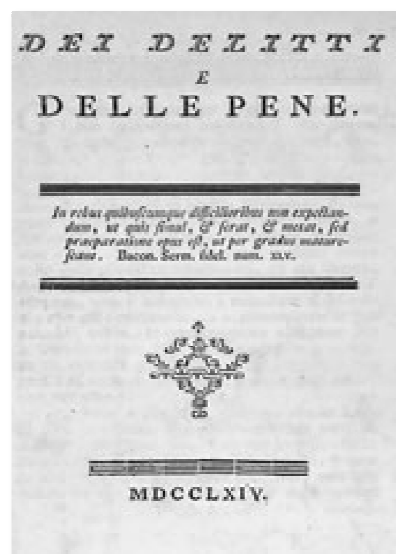 DEI DELITTI
E
DELLE PENE.
In rebus quibuscumque difficilioribus non expectan-
dum, ut quis simul, & serat, & metat, sed
praeparatione opus est, ut per gradus mature-
scant. Bacon. Serm. fidel. num. XLV.
MDCCLXIV.